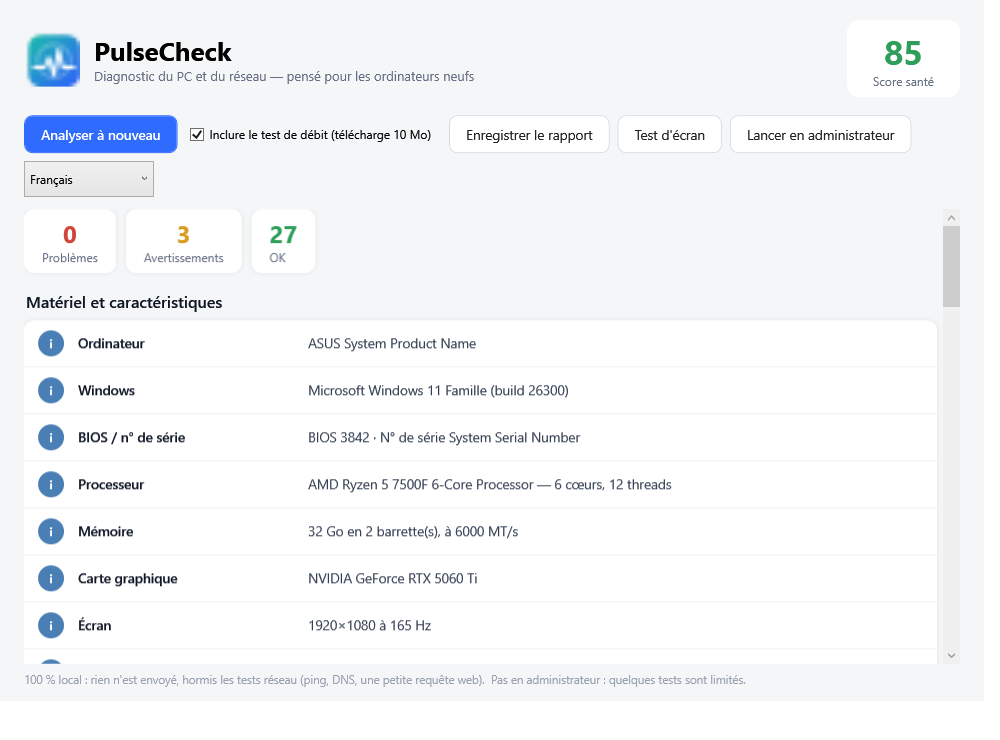 PulseCheck
Diagnostic du PC et du réseau — pensé pour les ordinateurs neufs
85
Score santé
Analyser à nouveau
Inclure le test de débit (télécharge 10 Mo)
Enregistrer le rapport
Test d'écran
Lancer en administrateur
Français
0
Problèmes
3
Avertissements
27
OK
Matériel et caractéristiques
i Ordinateur ASUS System Product Name
i Windows Microsoft Windows 11 Famille (build 26300)
i BIOS / n° de série BIOS 3842 · N° de série System Serial Number
i Processeur AMD Ryzen 5 7500F 6-Core Processor — 6 cœurs, 12 threads
i Mémoire 32 Go en 2 barrette(s), à 6000 MT/s
i Carte graphique NVIDIA GeForce RTX 5060 Ti
i Écran 1920×1080 à 165 Hz
100 % local : rien n'est envoyé, hormis les tests réseau (ping, DNS, une petite requête web). Pas en administrateur : quelques tests sont limités.